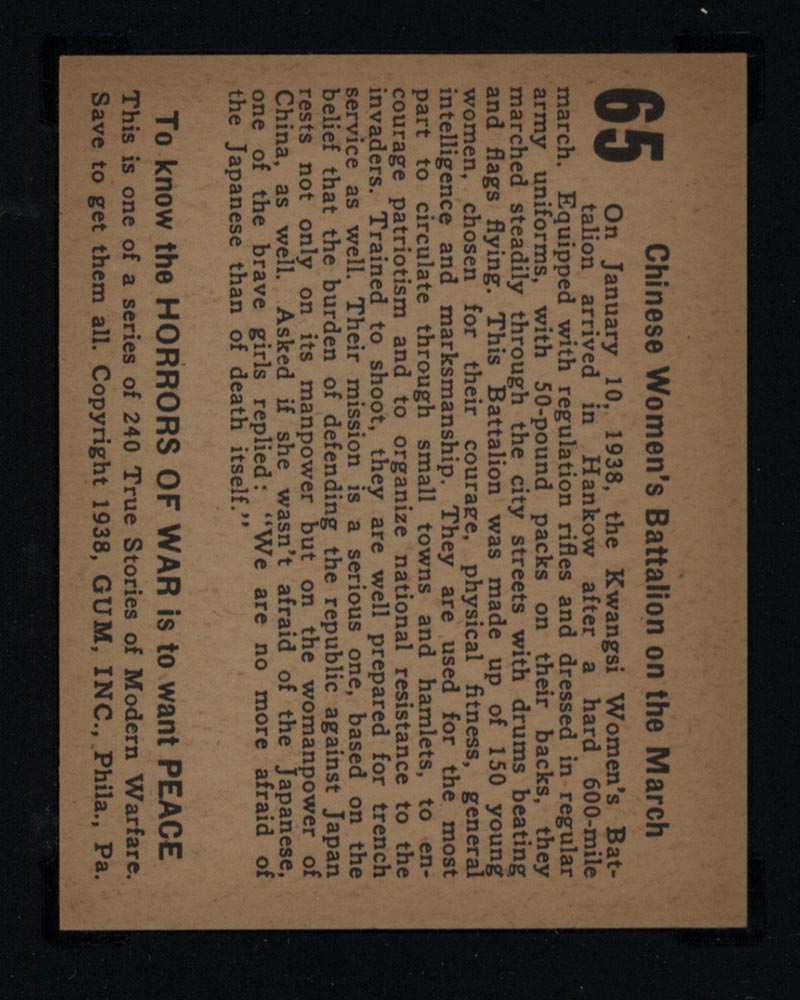 65
Chinese Women's Battalion on the March
On January 10, 1938, the Kwangsi Women's Bat-
talion arrived in Hankow after a hard 600-mile
march. Equipped with regulation rifles and dressed in regular
army uniforms, with 50-pound packs on their backs, they
marched steadily through the city streets with drums beating
and flags flying. This Battalion was made up of 150 young
women, chosen for their courage, physical fitness, general
intelligence and marksmanship. They are used for the most
part to circulate through small towns and hamlets, to en-
courage patriotism and to organize national resistance to the
invaders. Trained to shoot, they are well prepared for trench
service as well. Their mission is a serious one, based on the
belief that the burden of defending the republic against Japan
rests not only on its manpower but on the womanpower of
China, as well. Asked if she wasn't afraid of the Japanese,
one of the brave girls replied: "We are no more afraid of
the Japanese than of death itself."
To know the HORRORS OF WAR is to want PEACE
This is one of a series of 240 True Stories of Modern Warfare.
Save to get them all. Copyright 1938, GUM, INC., Phila., Pa.